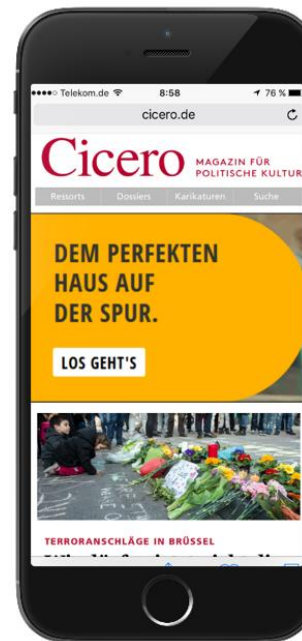 Telekom.de 8:58 76 %
cicero.de
Cicero MAGAZIN FÜR
POLITISCHE KULTUR
Ressorts Dossiers Karikaturen Suche
DEM PERFEKTEN
HAUS AUF
DER SPUR.
LOS GEHT'S
TERRORANSCHLÄGE IN BRÜSSEL